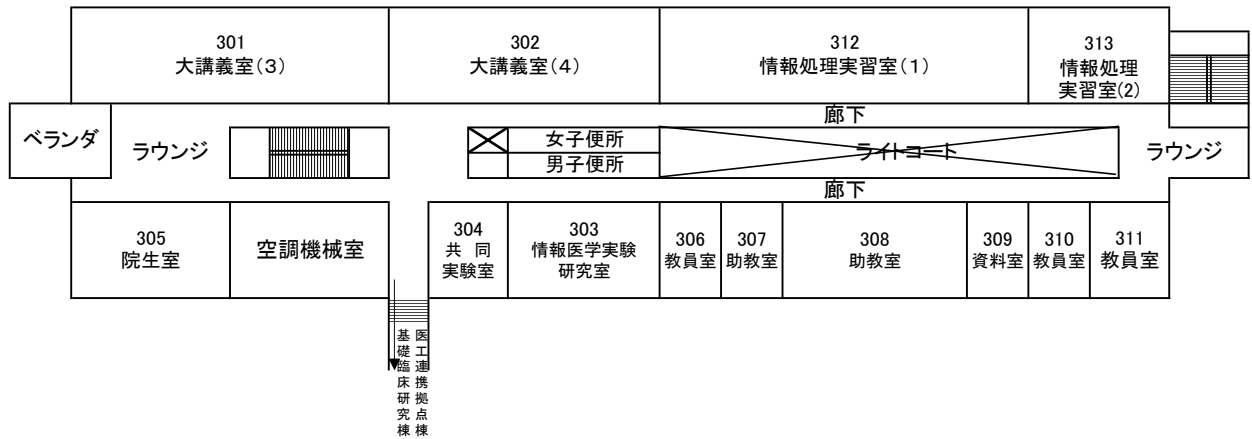 301
大講義室(3)
302
大講義室(4)
312
情報処理実習室(1)
313
情報処理
実習室(2)
廊下
ベランダ
ラウンジ
女子便所
男子便所
ライトコート
ラウンジ
廊下
305
院生室
空調機械室
304
共 同
実験室
303
情報医学実験
研究室
306
教員室
307
助教室
308
助教室
309
資料室
310
教員室
311
教員室
医工連携拠点棟
基礎臨床研究棟